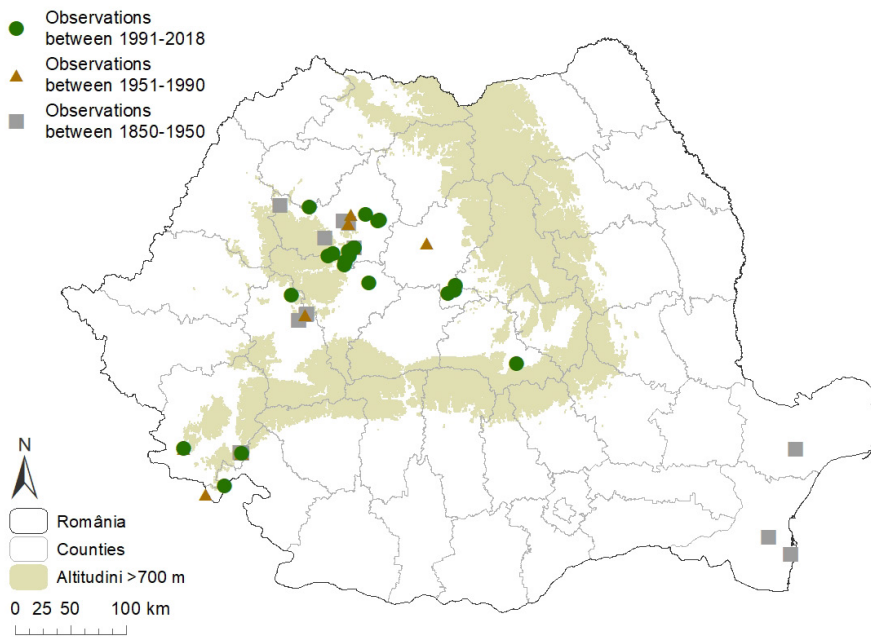 Observations
between 1991-2018
Observations
between 1951-1990
Observations
between 1850-1950
N
România
Counties
Altitudini >700 m
0 25 50 100 km